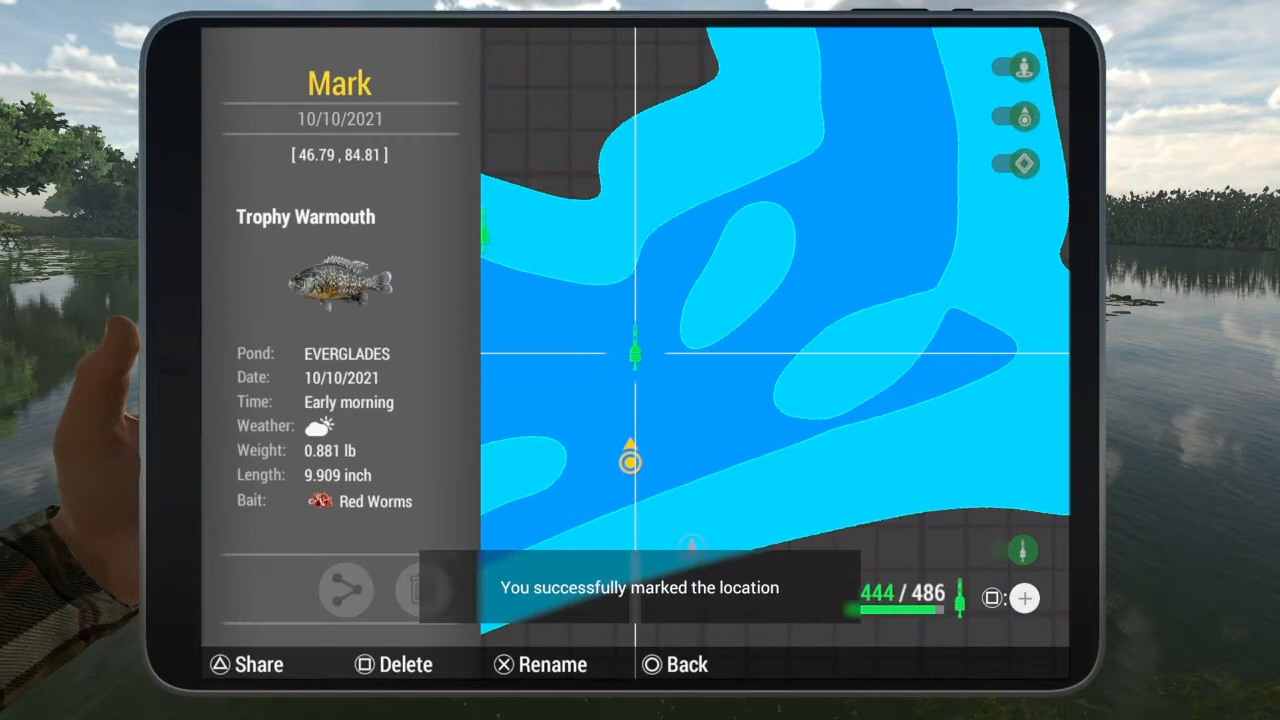 Mark
10/10/2021
[ 46.79 , 84.81 ]
Trophy Warmouth
Pond: EVERGLADES
Date: 10/10/2021
Time: Early morning
Weather:
Weight: 0.881 lb
Length: 9.909 inch
Bait: Red Worms
You successfully marked the location
444 / 486
:
Share
Delete
Rename
Back